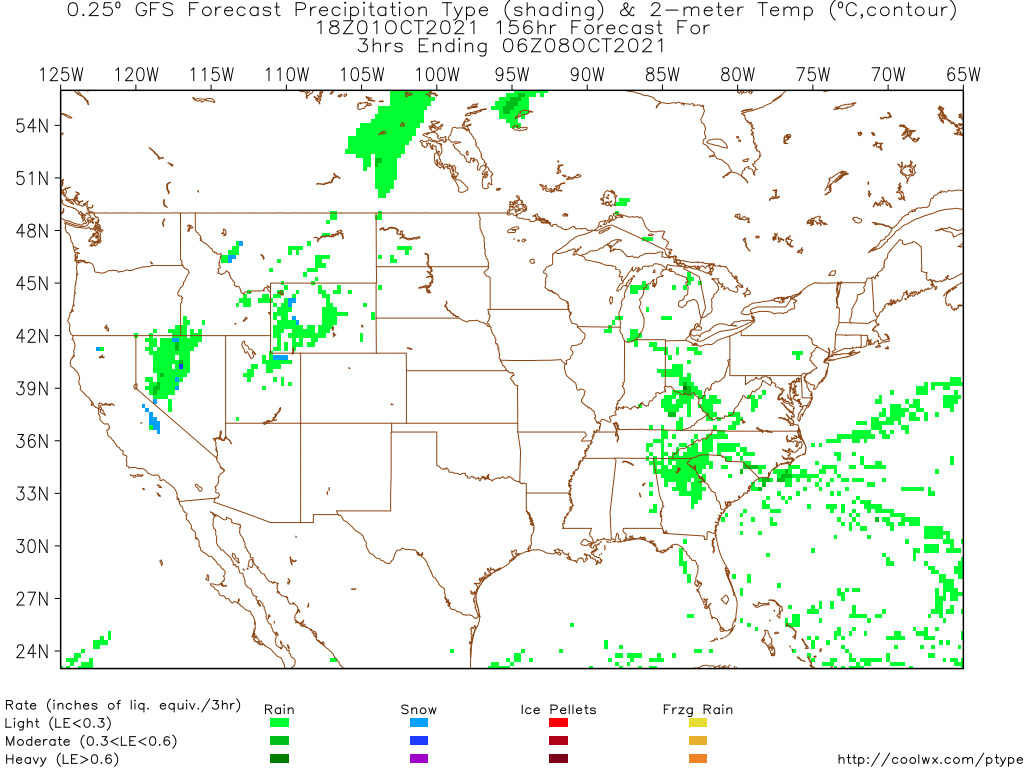 0.25° GFS Forecast Precipitation Type (shading) & 2-meter Temp (°C,contour)
18Z01OCT2021 156hr Forecast For
3hrs Ending 06Z08OCT2021
125W 120W 115W 110W 105W 100W 95W 90W 85W 80W 75W 70W 65W
54N
51N
48N
45N
42N
39N
36N
33N
30N
27N
24N
Rate (inches of liq. equiv./3hr) Rain Snow Ice Pellets Frzg Rain
Light (LE<0.3)
Moderate (0.3<LE<0.6)
Heavy (LE>0.6)
http://coolwx.com/ptype